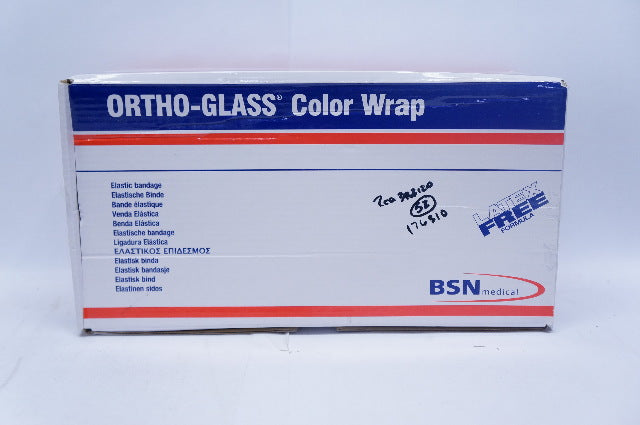 ORTHO-GLASS® Color Wrap
Elastic bandage
Elastische Binde
Bande élastique
Venda Elástica
Benda Elástica
Elastische bandage
Ligadura Elástica
ΕΛΑΣΤΙΚΟΣ ΕΠΙΔΕΣΜΟΣ
Elastisk binda
Elastisk bandasje
Elastisk bind
Elastinen sidos
52
176810
LATEX
FREE
FORMULA
BSN medical